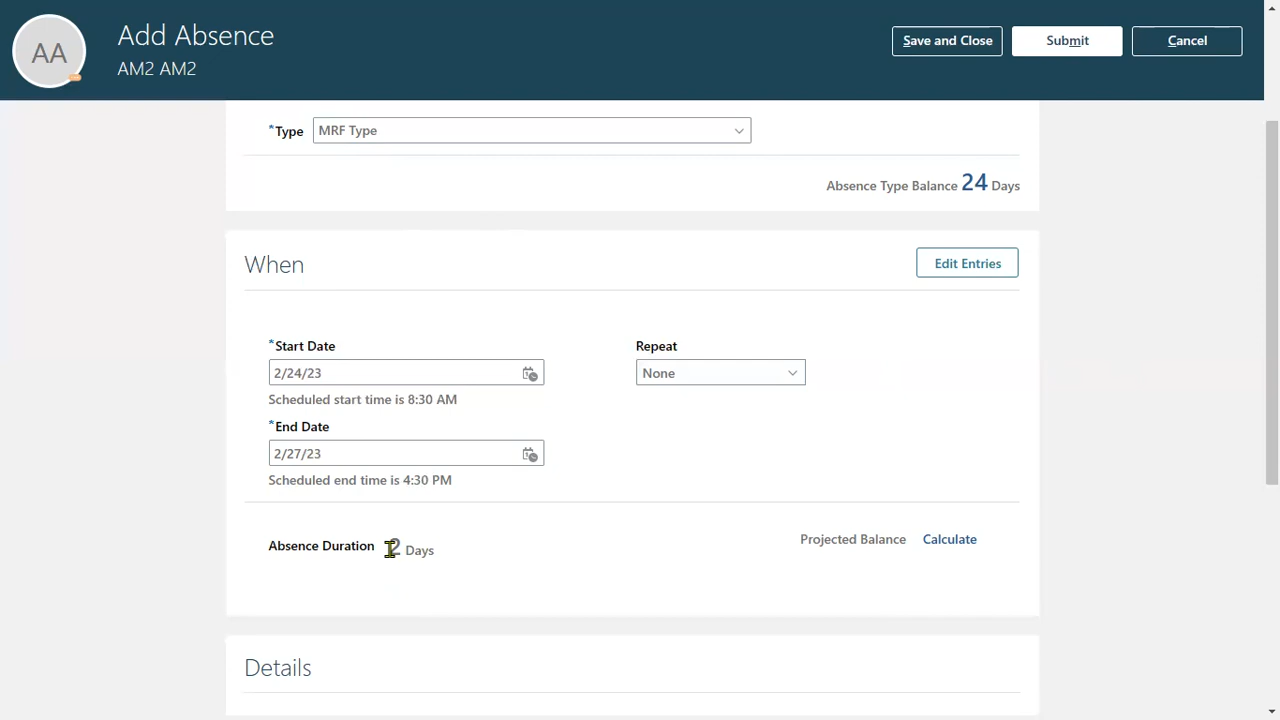 AA
Add Absence
AM2 AM2
Save and Close
Submit
Cancel
*Type
MRF Type
Absence Type Balance 24 Days
When
Edit Entries
*Start Date
2/24/23
Scheduled start time is 8:30 AM
Repeat
None
*End Date
2/27/23
Scheduled end time is 4:30 PM
Absence Duration 2 Days
Projected Balance Calculate
Details